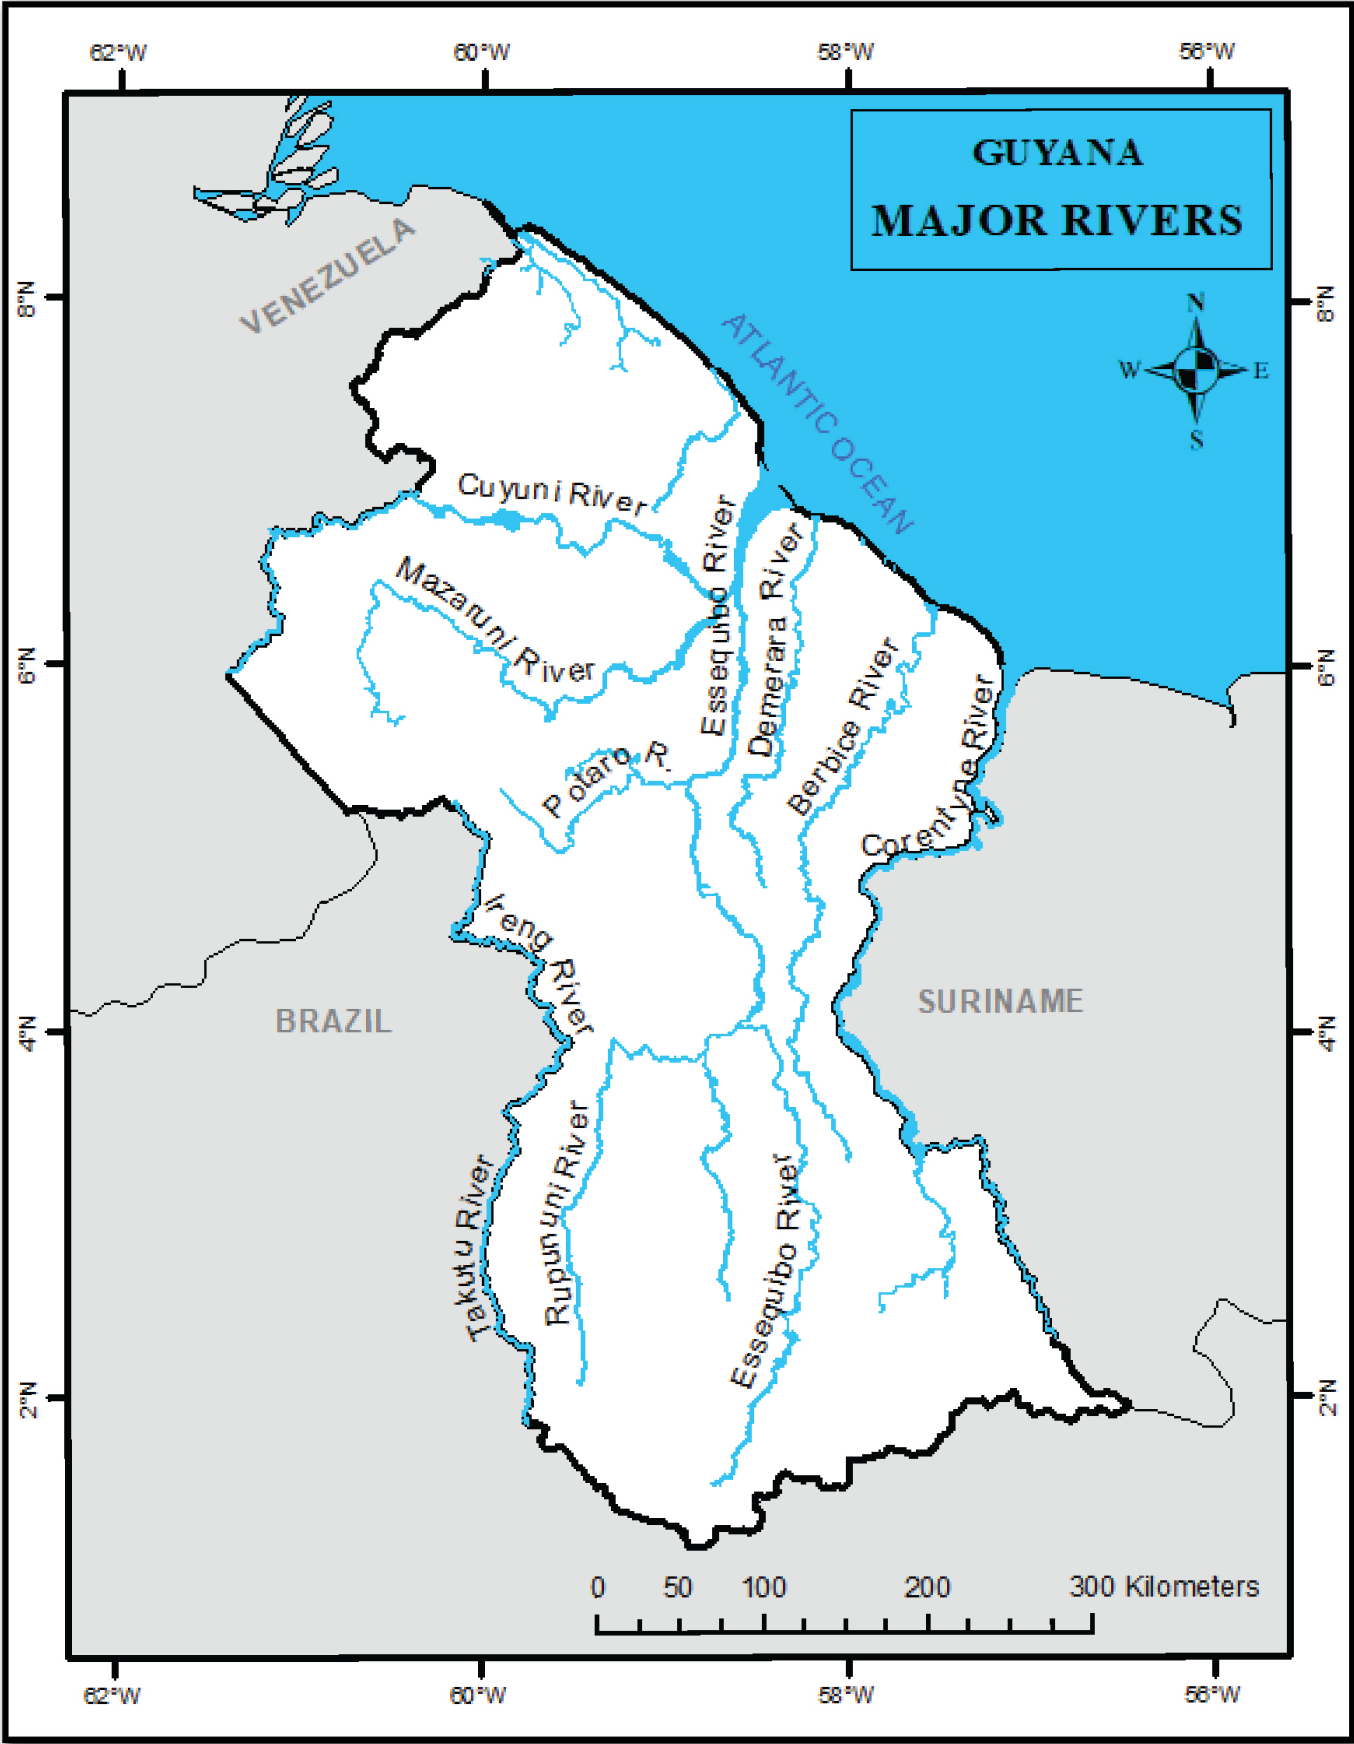 62°W 60°W 58°W 56°W
GUYANA
MAJOR RIVERS
VENEZUELA
8°N
8°N
N
W E
S
ATLANTIC OCEAN
Cuyuni River
Essequibo River
Demerara River
Mazaruni River
6°N
6°N
Berbice River
Corentyne River
Potaro R.
Ireng River
BRAZIL
SURINAME
4°N
4°N
Takutu River
Rupununi River
Essequibo River
2°N
2°N
0 50 100 200 300 Kilometers
62°W 60°W 58°W 56°W